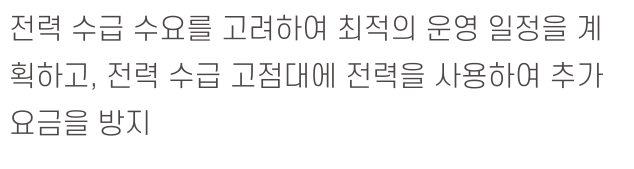 전력 수급 수요를 고려하여 최적의 운영 일정을 계
획하고, 전력 수급 고점대에 전력을 사용하여 추가
요금을 방지